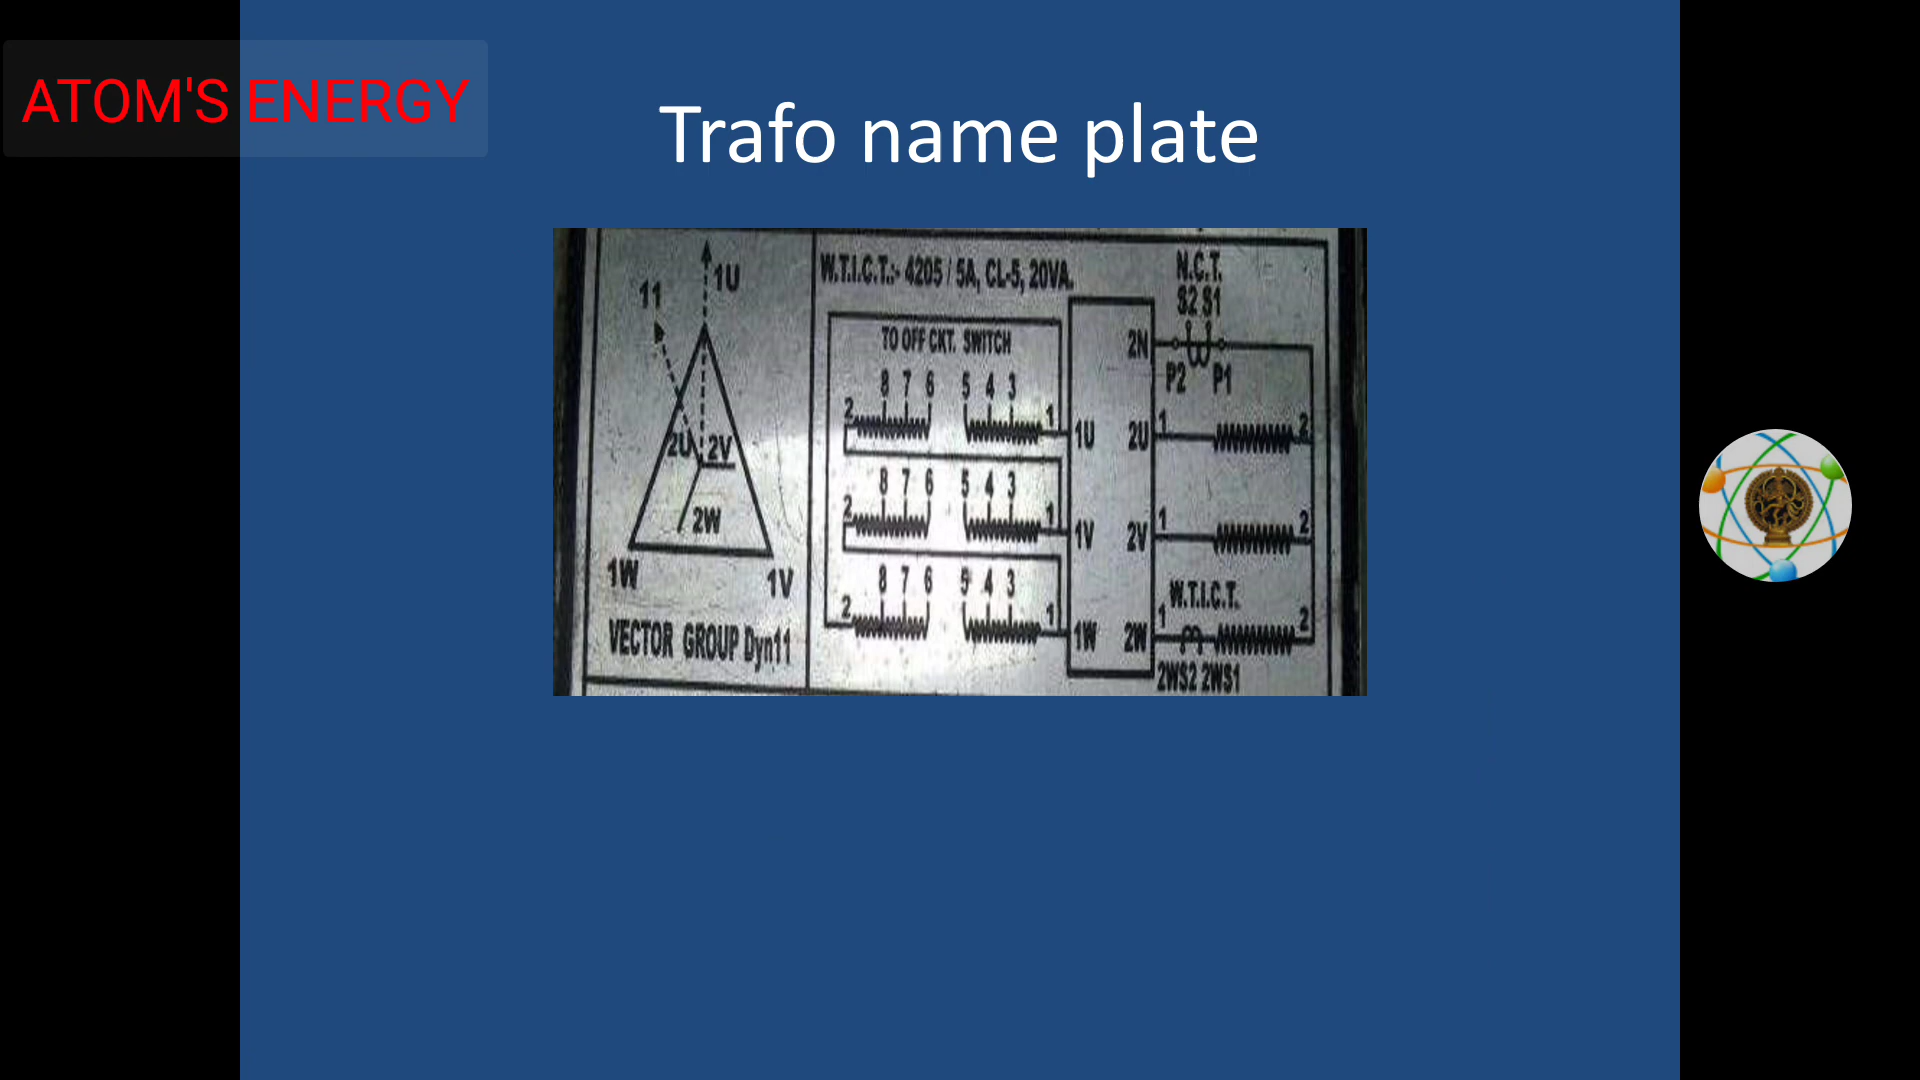 ATOM'S ENERGY
Trafo name plate
11
1U
2U 2V
2W
1W
1V
VECTOR GROUP Dyn11
W.T.I.C.T.:- 4205 / 5A, CL-5, 20VA.
TO OFF CKT. SWITCH
8 7 6 5 4 3
2 1
1U
8 7 6 5 4 3
2 1
1V
8 7 6 5 4 3
2 1
1W
N.C.T.
S2 S1
2N
P2 P1
2U 1 2
2V 1 2
W.T.I.C.T.
2W 1 2
2WS2 2WS1